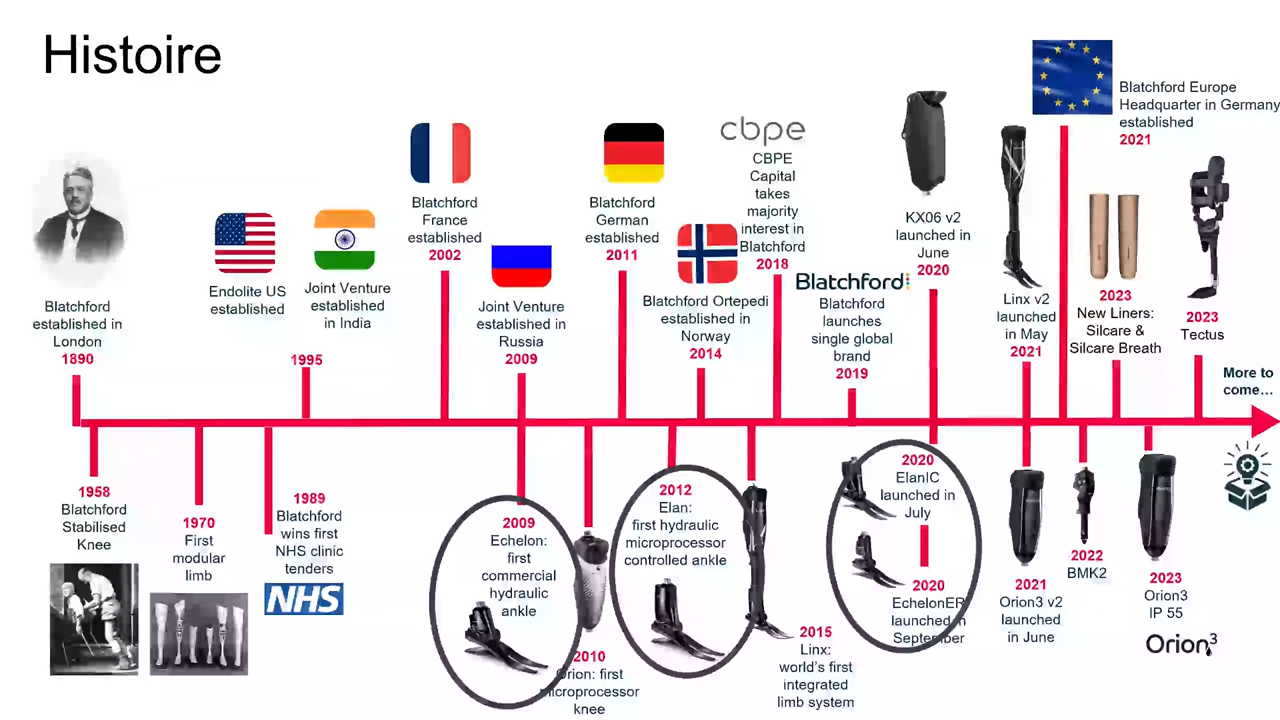 Histoire
Blatchford
established in
London
1890
Endolite US
established
Joint Venture
established
in India
1995
Blatchford
France
established
2002
Joint Venture
established in
Russia
2009
Blatchford
German
established
2011
Blatchford Ortepedi
established in
Norway
2014
cbpe
CBPE
Capital
takes
majority
interest in
Blatchford
2018
Blatchford
Blatchford
launches
single global
brand
2019
KX06 v2
launched in
June
2020
Linx v2
launched
in May
2021
Blatchford Europe
Headquarter in Germany
established
2021
2023
New Liners:
Silcare &
Silcare Breath
2023
Tectus
More to
come…
1958
Blatchford
Stabilised
Knee
1970
First
modular
limb
1989
Blatchford
wins first
NHS clinic
tenders
NHS
2009
Echelon:
first
commercial
hydraulic
ankle
2010
Orion: first
microprocessor
knee
2012
Elan:
first hydraulic
microprocessor
controlled ankle
2015
Linx:
world's first
integrated
limb system
2020
ElanIC
launched in
July
2020
EchelonER
launched in
September
2021
Orion3 v2
launched
in June
2022
BMK2
2023
Orion3
IP 55
Orion3